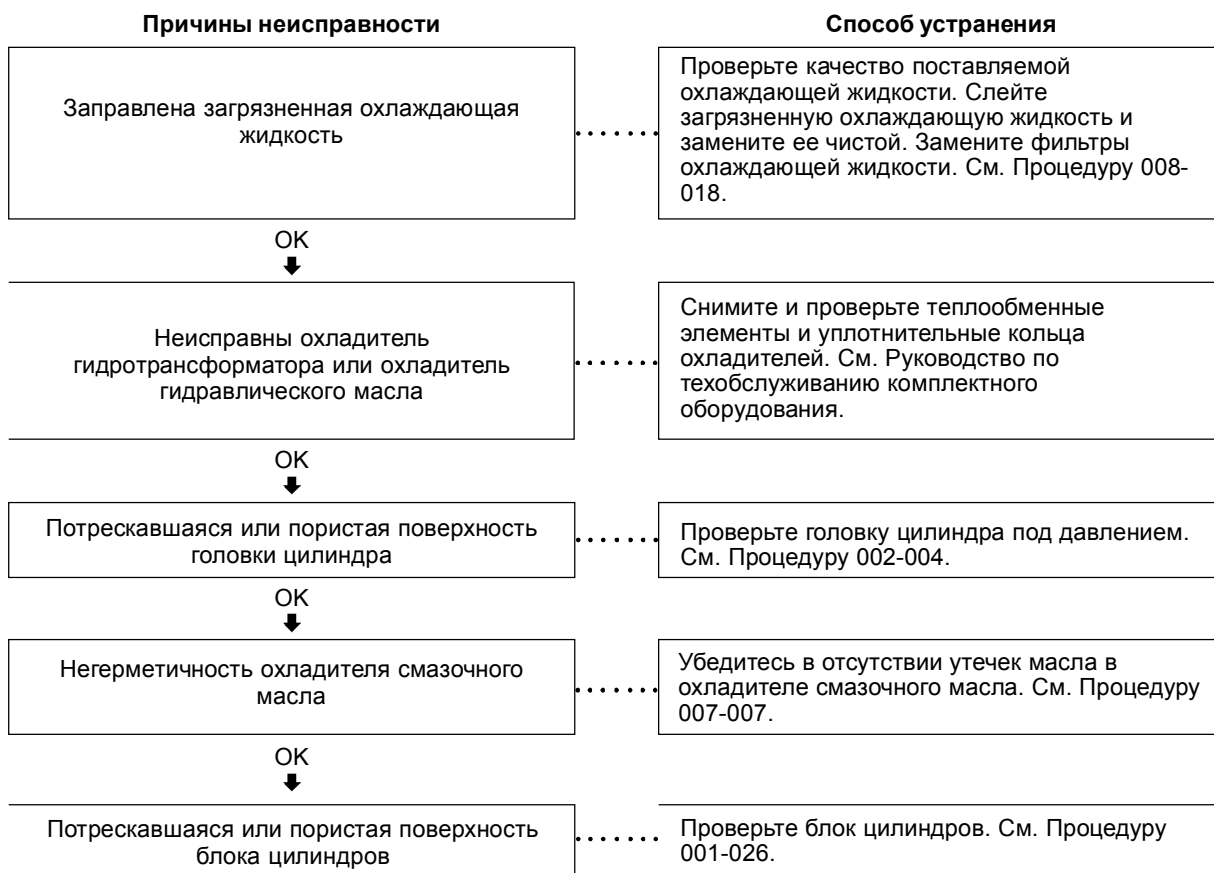 Причины неисправности
Способ устранения
Заправлена загрязненная охлаждающая
жидкость
Проверьте качество поставляемой
охлаждающей жидкости. Слейте
загрязненную охлаждающую жидкость и
замените ее чистой. Замените фильтры
охлаждающей жидкости. См. Процедуру 008-
018.
OK
Неисправны охладитель
гидротрансформатора или охладитель
гидравлического масла
Снимите и проверьте теплообменные
элементы и уплотнительные кольца
охладителей. См. Руководство по
техобслуживанию комплектного
оборудования.
OK
Потрескавшаяся или пористая поверхность
головки цилиндра
Проверьте головку цилиндра под давлением.
См. Процедуру 002-004.
OK
Негерметичность охладителя смазочного
масла
Убедитесь в отсутствии утечек масла в
охладителе смазочного масла. См. Процедуру
007-007.
OK
Потрескавшаяся или пористая поверхность
блока цилиндров
Проверьте блок цилиндров. См. Процедуру
001-026.